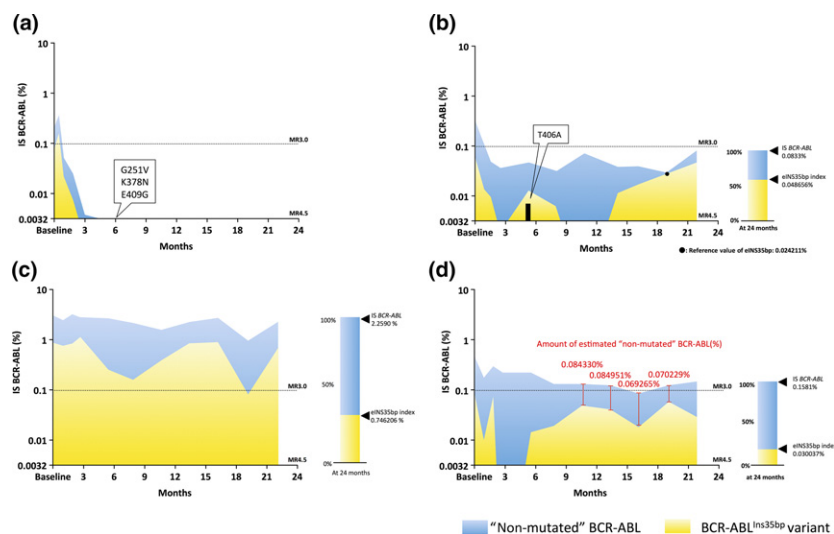 (a)
IS BCR-ABL (%)
10
1
0.1
0.01
0.0032
MR3.0
MR4.5
G251V
K378N
E409G
Baseline 3 6 9 12 15 18 21 24
Months
(b)
IS BCR-ABL (%)
10
1
0.1
0.01
0.0032
T406A
MR3.0
MR4.5
Baseline 3 6 9 12 15 18 21 24
Months
100%
50%
0%
IS BCR-ABL
0.0833%
eINS35bp index
0.048656%
At 24 months
●: Reference value of eINS35bp: 0.024211%
(c)
IS BCR-ABL (%)
10
1
0.1
0.01
0.0032
MR3.0
MR4.5
Baseline 3 6 9 12 15 18 21 24
Months
100%
50%
0%
IS BCR-ABL
2.2590 %
eINS35bp index
0.746206 %
At 24 months
(d)
IS BCR-ABL (%)
10
1
0.1
0.01
0.0032
Amount of estimated "non-mutated" BCR-ABL(%)
0.084330%
0.084951%
0.069265%
0.070229%
MR3.0
MR4.5
Baseline 3 6 9 12 15 18 21 24
Months
100%
50%
0%
IS BCR-ABL
0.1581%
eINS35bp index
0.030037%
at 24 months
"Non-mutated" BCR-ABL
BCR-ABL^Ins35bp variant